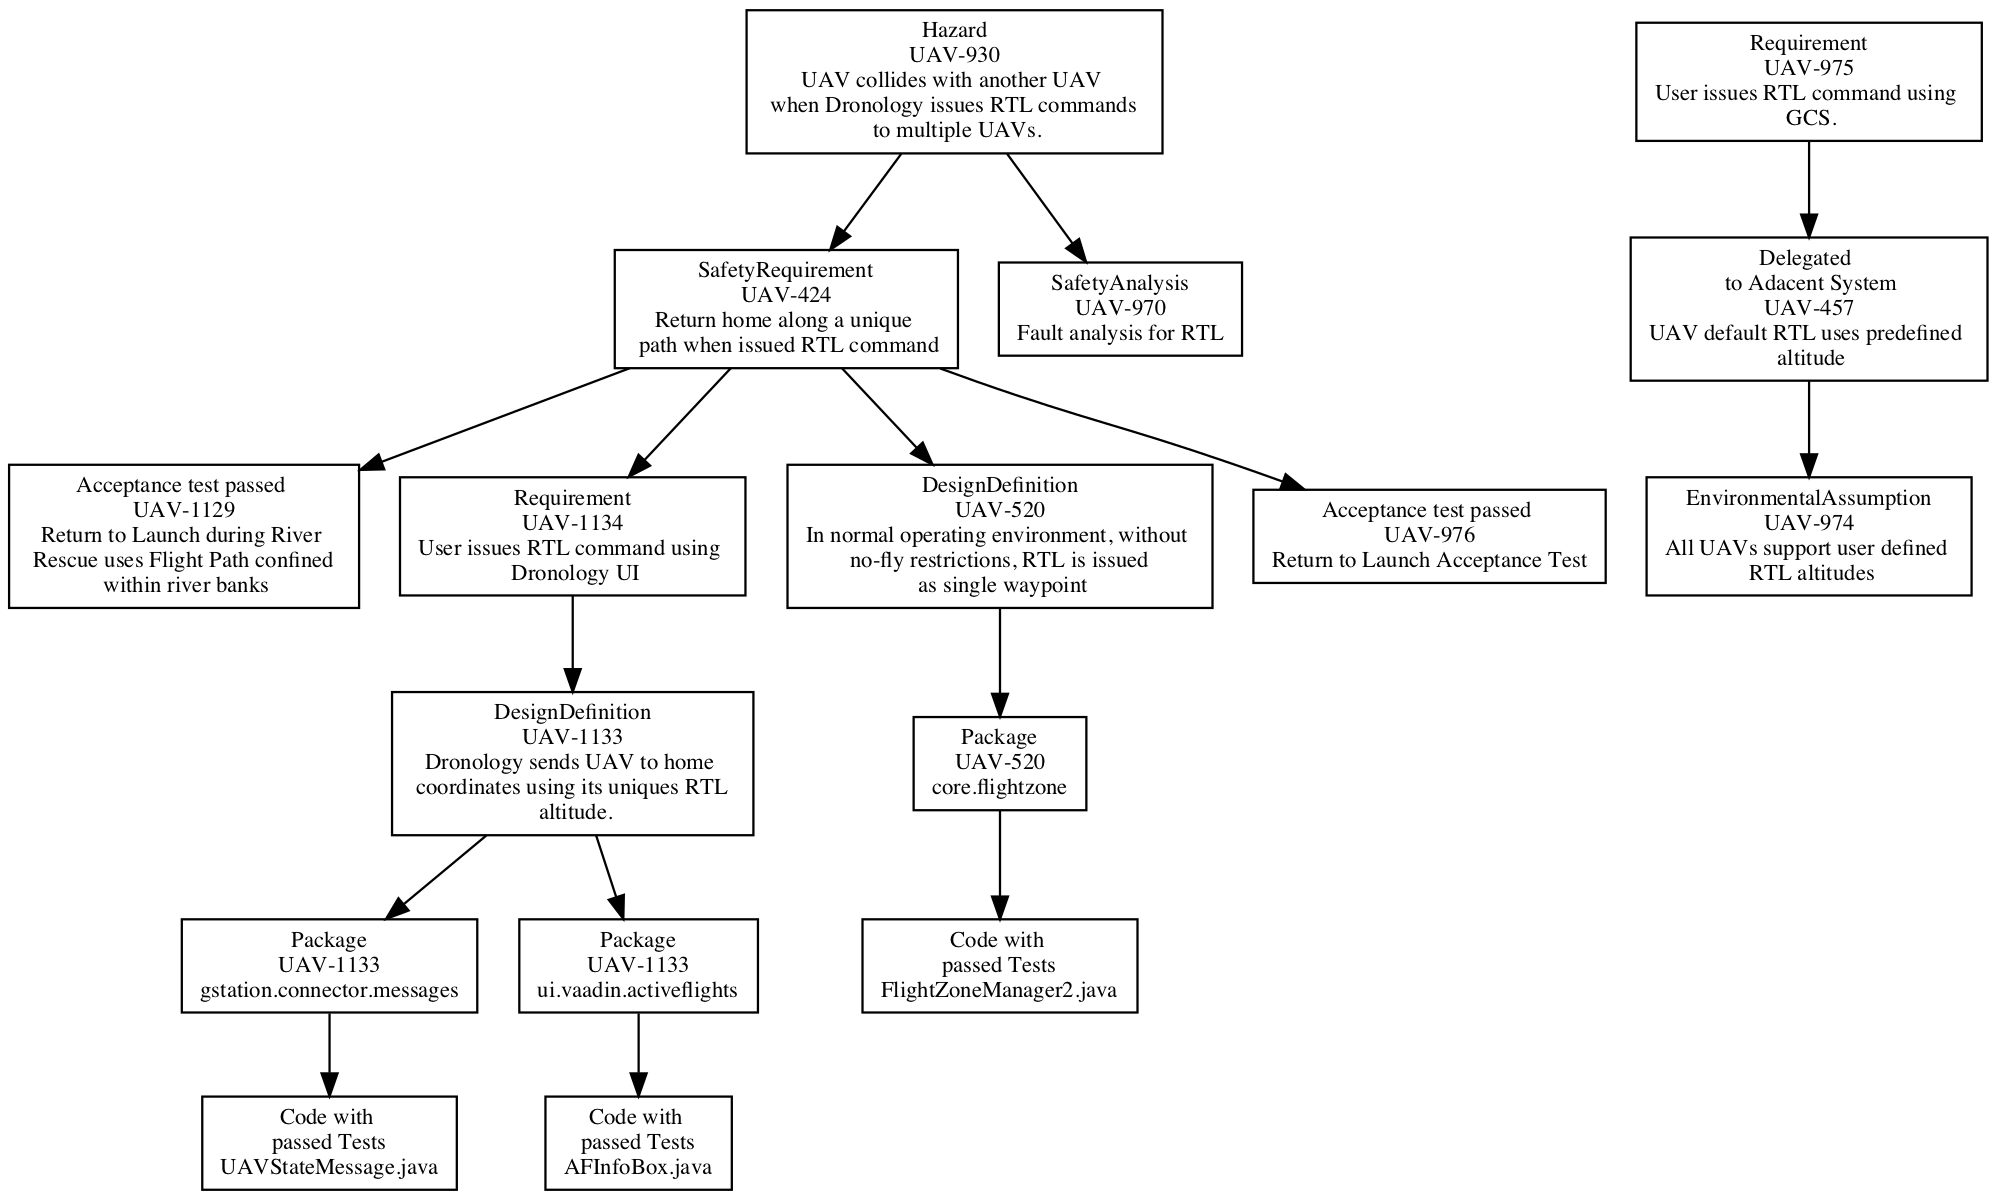 Hazard
UAV-930
UAV collides with another UAV
when Dronology issues RTL commands
to multiple UAVs.
Requirement
UAV-975
User issues RTL command using
GCS.
SafetyRequirement
UAV-424
Return home along a unique
path when issued RTL command
SafetyAnalysis
UAV-970
Fault analysis for RTL
Delegated
to Adacent System
UAV-457
UAV default RTL uses predefined
altitude
Acceptance test passed
UAV-1129
Return to Launch during River
Rescue uses Flight Path confined
within river banks
Requirement
UAV-1134
User issues RTL command using
Dronology UI
DesignDefinition
UAV-520
In normal operating environment, without
no-fly restrictions, RTL is issued
as single waypoint
Acceptance test passed
UAV-976
Return to Launch Acceptance Test
EnvironmentalAssumption
UAV-974
All UAVs support user defined
RTL altitudes
DesignDefinition
UAV-1133
Dronology sends UAV to home
coordinates using its uniques RTL
altitude.
Package
UAV-520
core.flightzone
Package
UAV-1133
gstation.connector.messages
Package
UAV-1133
ui.vaadin.activeflights
Code with
passed Tests
FlightZoneManager2.java
Code with
passed Tests
UAVStateMessage.java
Code with
passed Tests
AFInfoBox.java